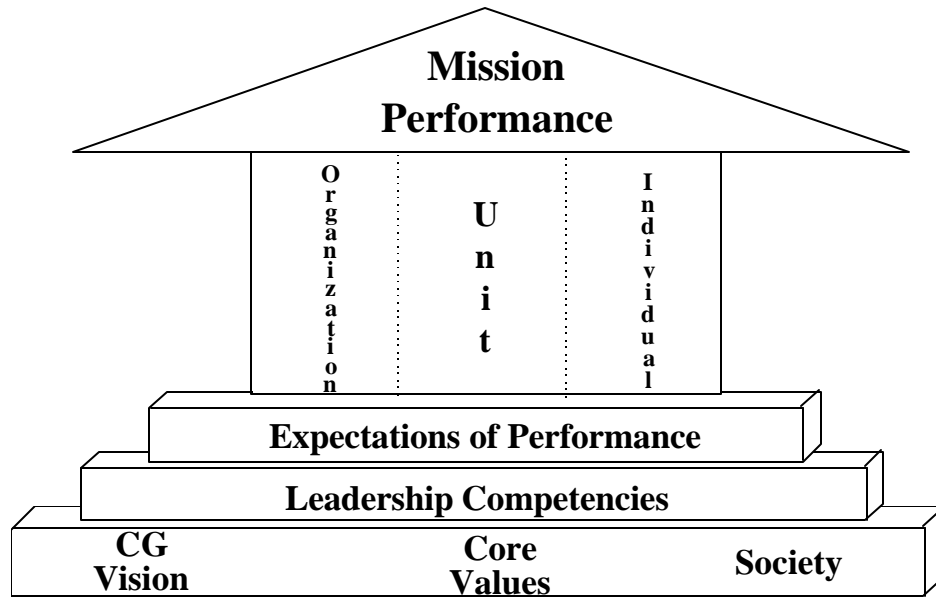 Mission
Performance
Organization
Unit
Individual
Expectations of Performance
Leadership Competencies
CG
Vision
Core
Values
Society